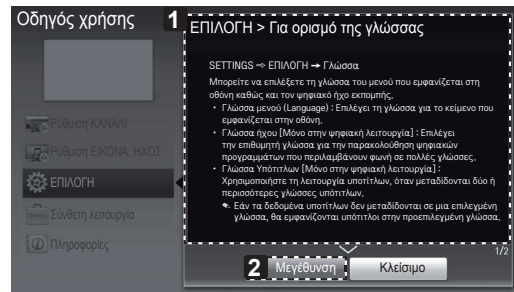 Οδηγός χρήσης
1
ΕΠΙΛΟΓΗ > Για ορισμό της γλώσσας
SETTINGS ⇨ ΕΠΙΛΟΓΗ ➞ Γλώσσα
Μπορείτε να επιλέξετε τη γλώσσα του μενού που εμφανίζεται στη
οθόνη καθώς και τον ψηφιακό ήχο εκπομπής.
• Γλώσσα μενού (Language) : Επιλέγει τη γλώσσα για το κείμενο που
εμφανίζεται στην οθόνη.
• Γλώσσα ήχου [Μόνο στην ψηφιακή λειτουργία] : Επιλέγει
την επιθυμητή γλώσσα για την παρακολούθηση ψηφιακών
προγραμμάτων που περιλαμβάνουν φωνή σε πολλές γλώσσες.
• Γλώσσα Υπότιτλων [Μόνο στην ψηφιακή λειτουργία] :
Χρησιμοποιήστε τη λειτουργία υποτίτλων, όταν μεταδίδονται δύο ή
περισσότερες γλώσσες υπότιτλων.
Εάν τα δεδομένα υποτίτλων δεν μεταδίδονται σε μια επιλεγμένη
γλώσσα, θα εμφανίζονται υπότιτλοι στην προεπιλεγμένη γλώσσα.
Ρύθμιση ΚΑΝΑΛΙ
Ρύθμιση ΕΙΚΟΝΑ, ΗΧΟΣ
ΕΠΙΛΟΓΗ
Σύνθετη λειτουργία
Πληροφορίες
1/2
2
Μεγέθυνση
Κλείσιμο